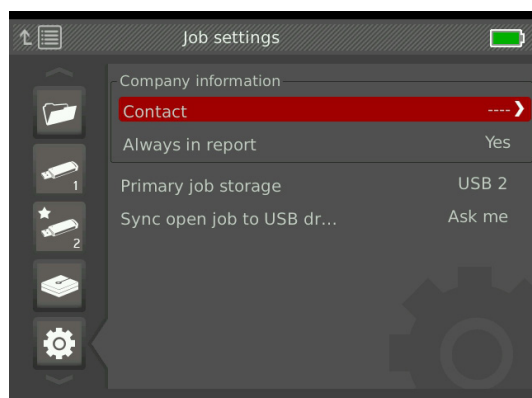 Job settings
Company information
Contact ----
Always in report Yes
1
Primary job storage USB 2
Sync open job to USB dr... Ask me
2